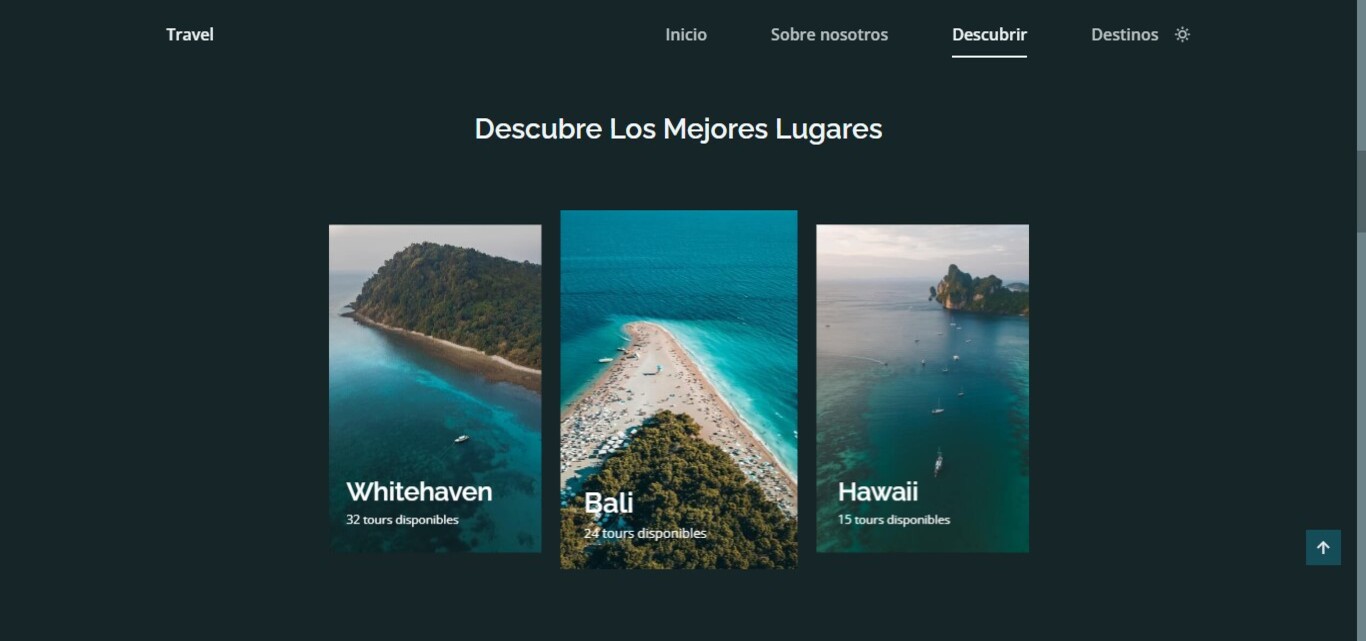 Travel
Inicio
Sobre nosotros
Descubrir
Destinos
Descubre Los Mejores Lugares
Whitehaven
32 tours disponibles
Bali
24 tours disponibles
Hawaii
15 tours disponibles